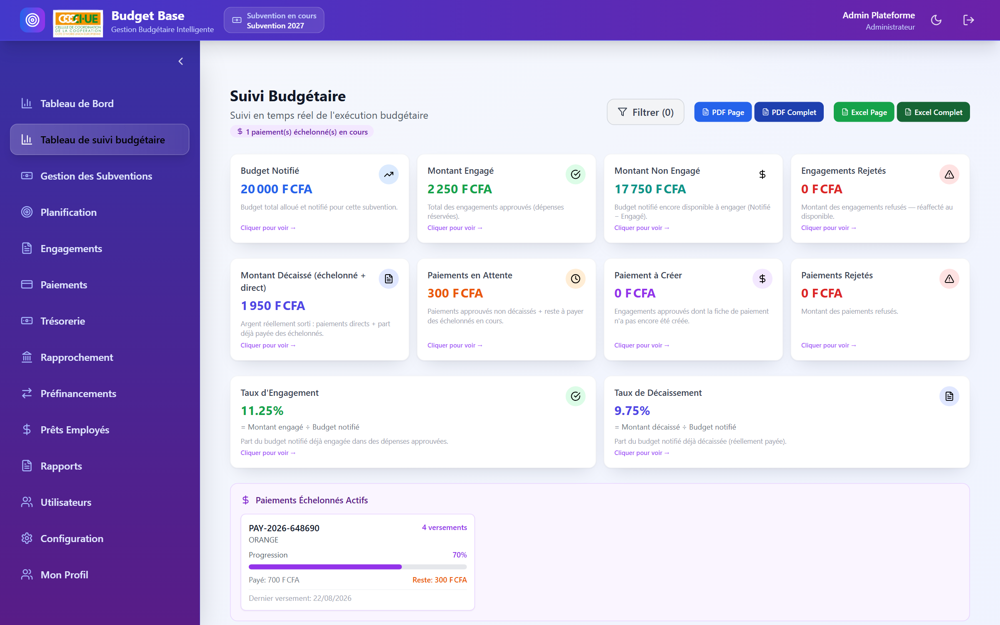 CCCCI-UE
CELLULE DE COORDINATION
DE LA COOPERATION
COTE D'IVOIRE-UNION EUROPEENNE
Budget Base
Gestion Budgétaire Intelligente
Subvention en cours
Subvention 2027
Admin Plateforme
Administrateur
Tableau de Bord
Tableau de suivi budgétaire
Gestion des Subventions
Planification
Engagements
Paiements
Trésorerie
Rapprochement
Préfinancements
Prêts Employés
Rapports
Utilisateurs
Configuration
Mon Profil
Suivi Budgétaire
Suivi en temps réel de l'exécution budgétaire
1 paiement(s) échelonné(s) en cours
Filtrer (0)
PDF Page
PDF Complet
Excel Page
Excel Complet
Budget Notifié
20 000 F CFA
Budget total alloué et notifié pour cette subvention.
Cliquer pour voir →
Montant Engagé
2 250 F CFA
Total des engagements approuvés (dépenses
réservées).
Cliquer pour voir →
Montant Non Engagé
17 750 F CFA
Budget notifié encore disponible à engager (Notifié
− Engagé).
Cliquer pour voir →
Engagements Rejetés
0 F CFA
Montant des engagements refusés — réaffecté au
disponible.
Cliquer pour voir →
Montant Décaissé (échelonné +
direct)
1 950 F CFA
Argent réellement sorti : paiements directs + part
déjà payée des échelonnés.
Cliquer pour voir →
Paiements en Attente
300 F CFA
Paiements approuvés non décaissés + reste à payer
des échelonnés en cours.
Cliquer pour voir →
Paiement à Créer
0 F CFA
Engagements approuvés dont la fiche de paiement
n'a pas encore été créée.
Cliquer pour voir →
Paiements Rejetés
0 F CFA
Montant des paiements refusés.
Cliquer pour voir →
Taux d'Engagement
11.25%
= Montant engagé ÷ Budget notifié
Part du budget notifié déjà engagée dans des dépenses approuvées.
Cliquer pour voir →
Taux de Décaissement
9.75%
= Montant décaissé ÷ Budget notifié
Part du budget notifié déjà décaissée (réellement payée).
Cliquer pour voir →
Paiements Échelonnés Actifs
PAY-2026-648690
4 versements
ORANGE
Progression
70%
Payé: 700 F CFA
Reste: 300 F CFA
Dernier versement: 22/08/2026